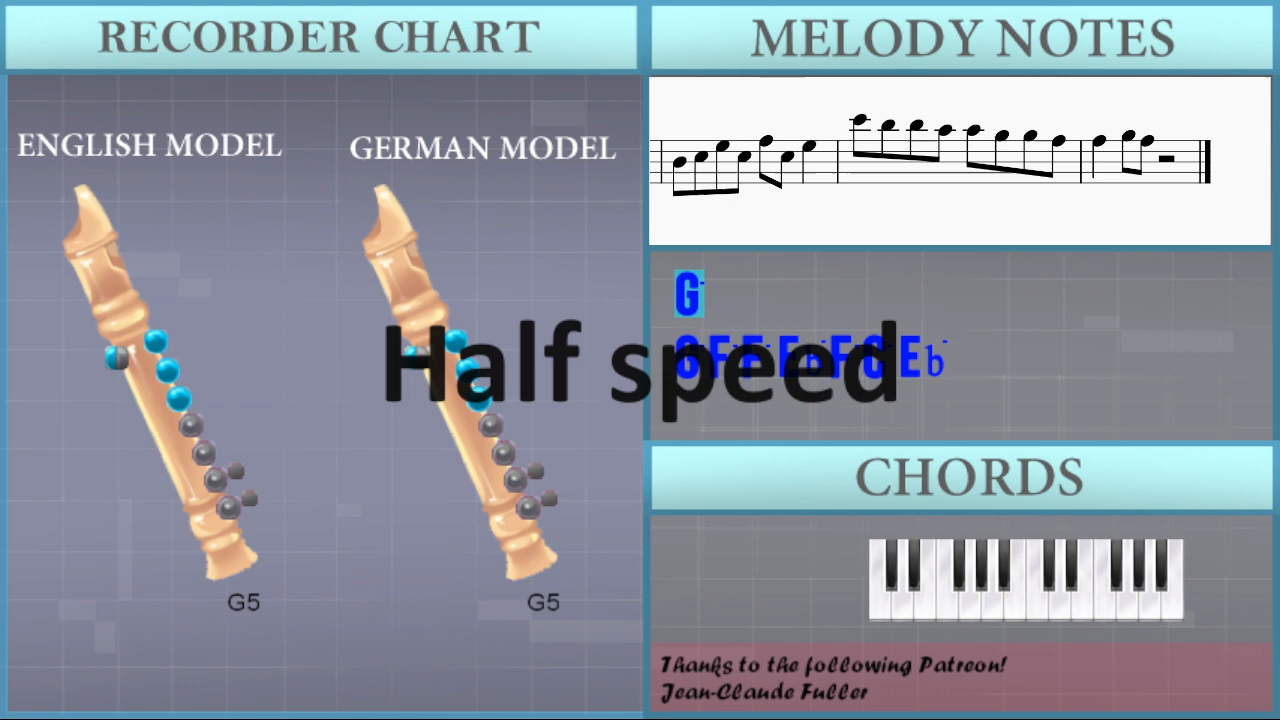 RECORDER CHART
MELODY NOTES
ENGLISH MODEL
GERMAN MODEL
G
Half speed
G F F E b F G E b
CHORDS
G5
G5
Thanks to the following Patreon!
Jean-Claude Fuller